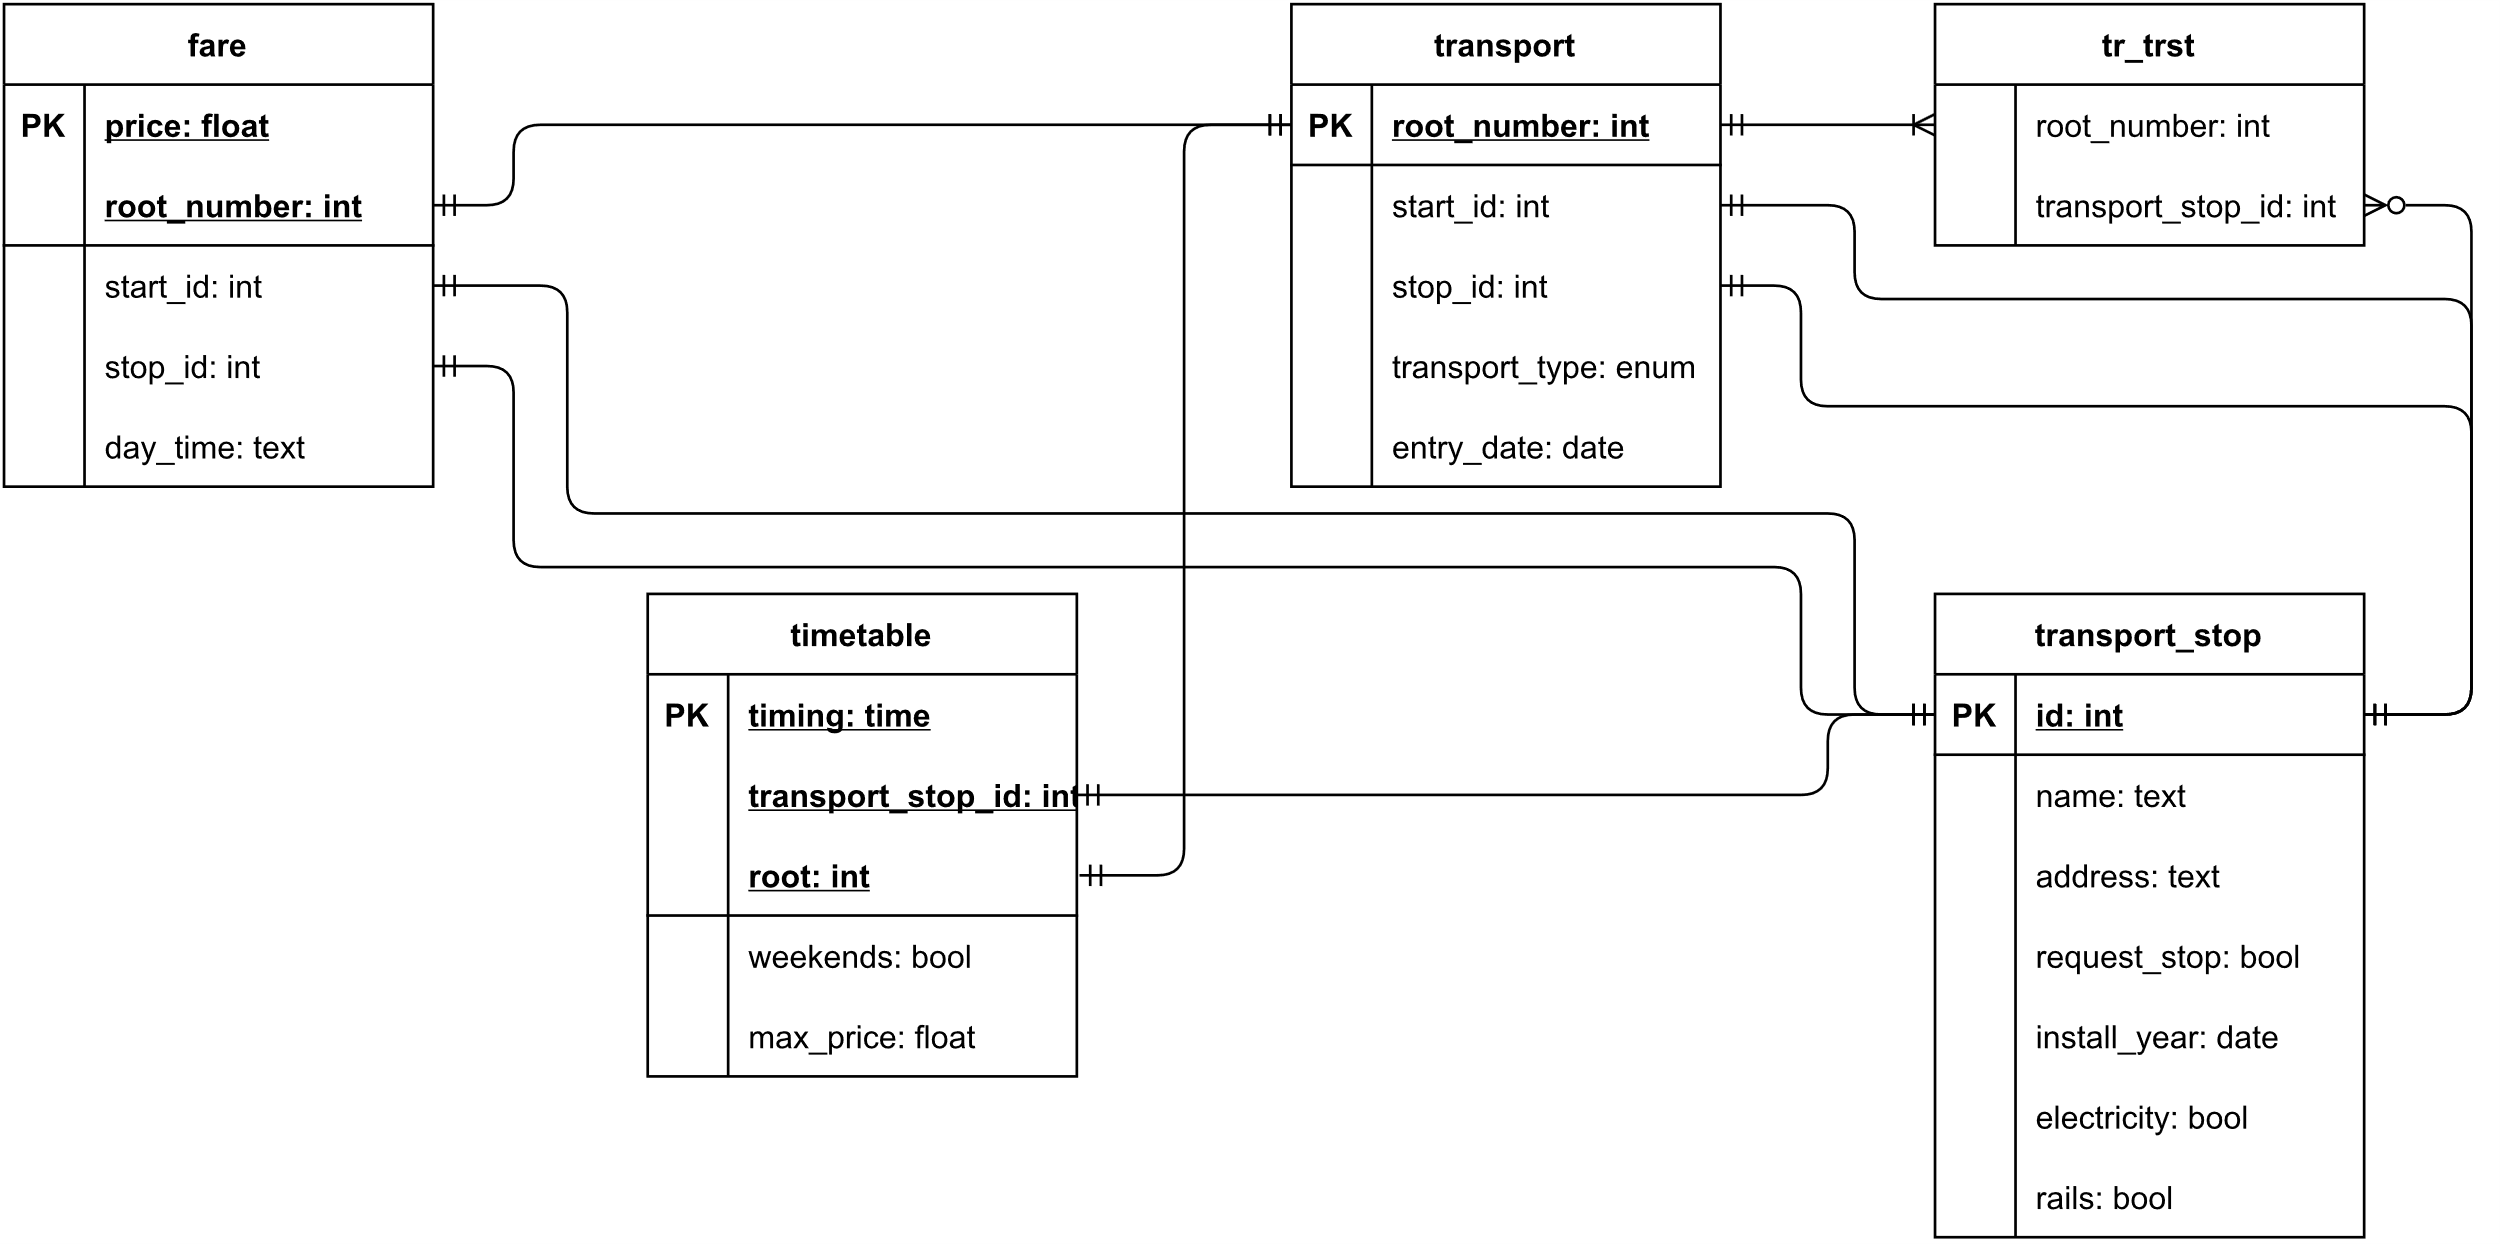 fare
PK
price: float
root_number: int
start_id: int
stop_id: int
day_time: text
transport
PK
root_number: int
start_id: int
stop_id: int
transport_type: enum
entry_date: date
tr_trst
root_number: int
transport_stop_id: int
timetable
PK
timing: time
transport_stop_id: int
root: int
weekends: bool
max_price: float
transport_stop
PK
id: int
name: text
address: text
request_stop: bool
install_year: date
electricity: bool
rails: bool